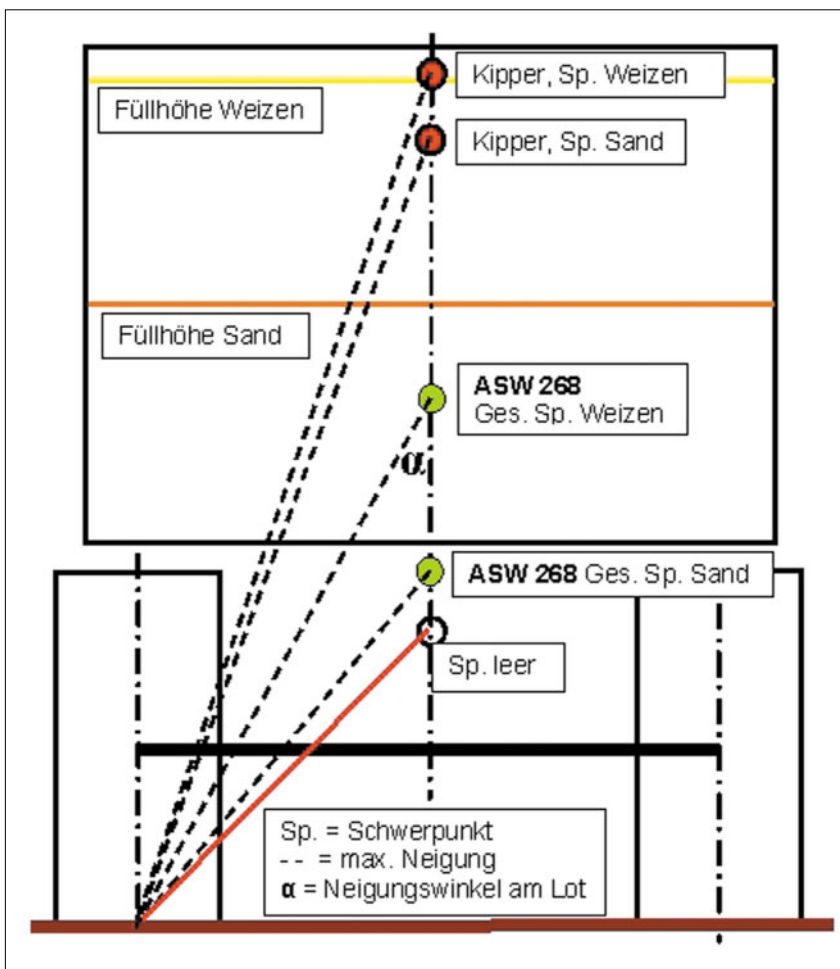 Kipper, Sp. Weizen
Füllhöhe Weizen
Kipper, Sp. Sand
Füllhöhe Sand
ASW 268
Ges. Sp. Weizen
α
ASW 268 Ges. Sp. Sand
Sp. leer
Sp. = Schwerpunkt
-- = max. Neigung
α = Neigungswinkel am Lot